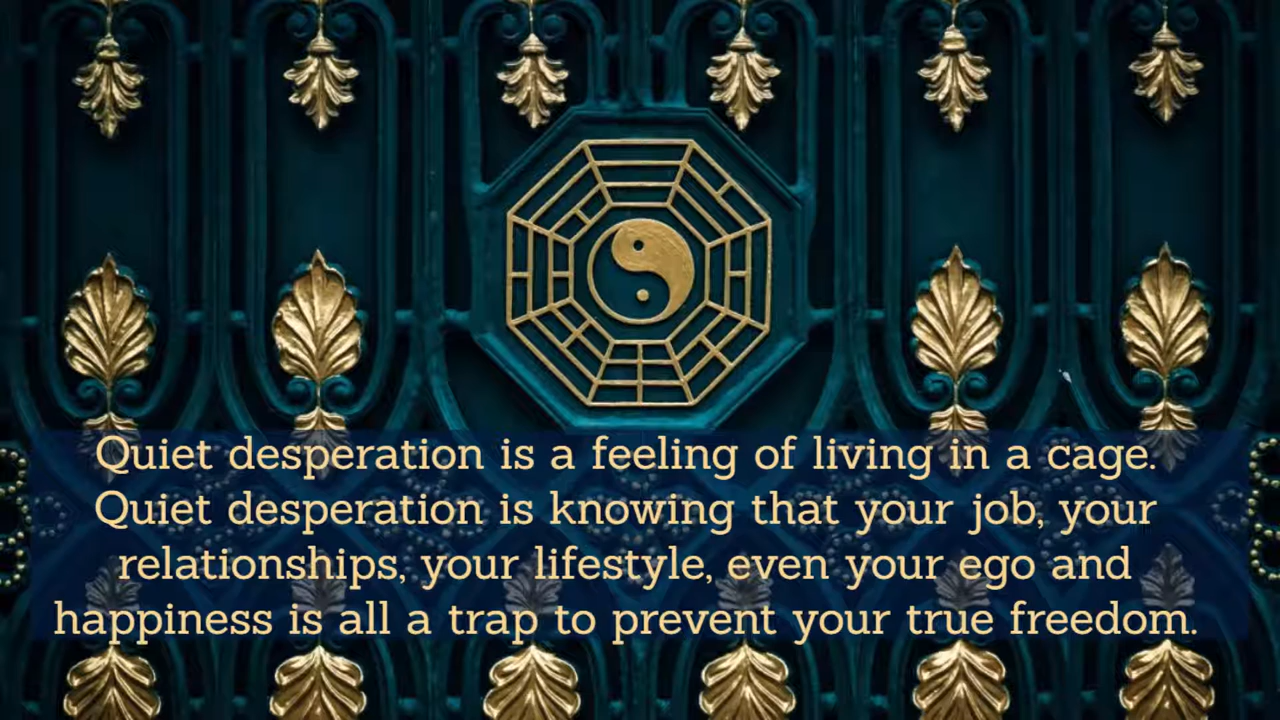 Quiet desperation is a feeling of living in a cage.
Quiet desperation is knowing that your job, your
relationships, your lifestyle, even your ego and
happiness is all a trap to prevent your true freedom.